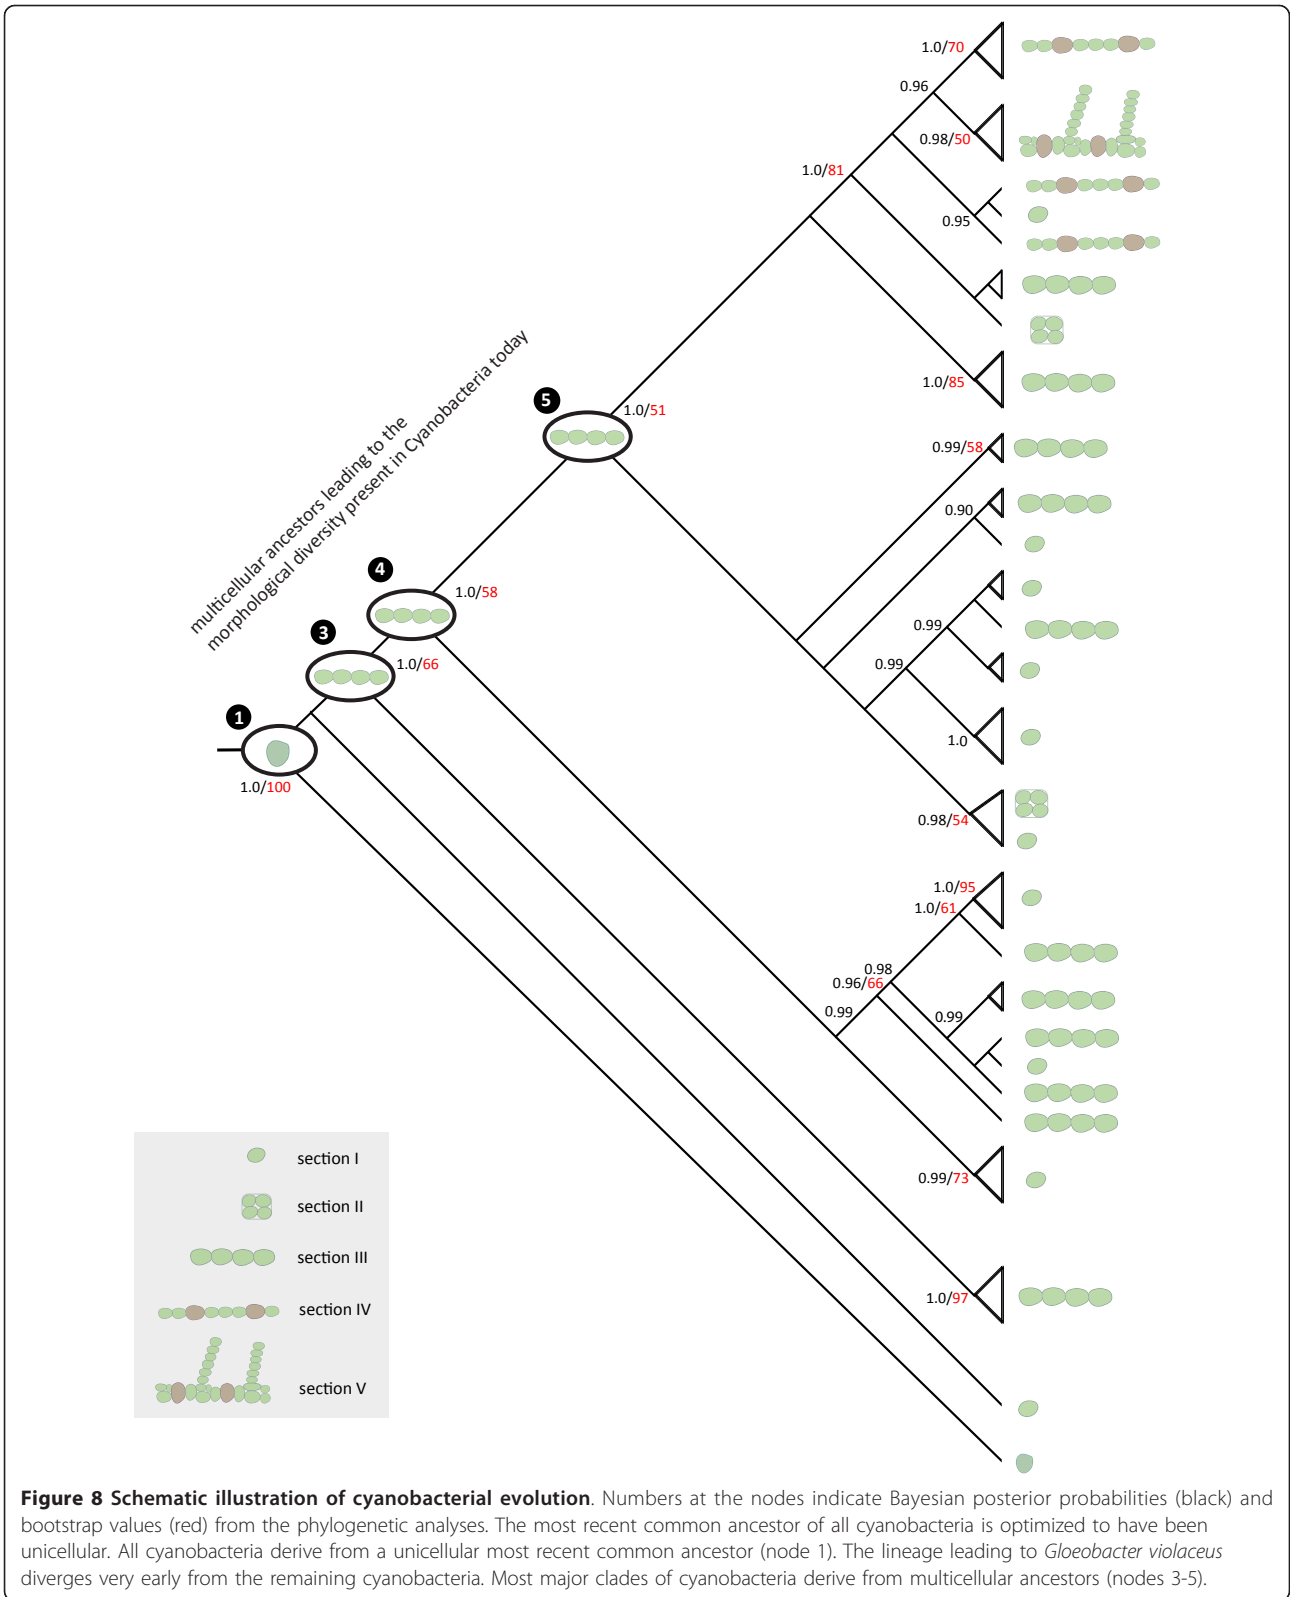 1.0/70
0.96
0.98/50
1.0/81
0.95
1.0/85
multicellular ancestors leading to the
morphological diversity present in Cyanobacteria today
5
1.0/51
0.99/58
0.90
4
1.0/58
0.99
3
1.0/66
0.99
1
1.0
1.0/100
0.98/54
1.0/95
1.0/61
0.98
0.96/66
0.99
0.99
section I
0.99/73
section II
section III
1.0/97
section IV
section V
Figure 8 Schematic illustration of cyanobacterial evolution. Numbers at the nodes indicate Bayesian posterior probabilities (black) and
bootstrap values (red) from the phylogenetic analyses. The most recent common ancestor of all cyanobacteria is optimized to have been
unicellular. All cyanobacteria derive from a unicellular most recent common ancestor (node 1). The lineage leading to Gloeobacter violaceus
diverges very early from the remaining cyanobacteria. Most major clades of cyanobacteria derive from multicellular ancestors (nodes 3-5).